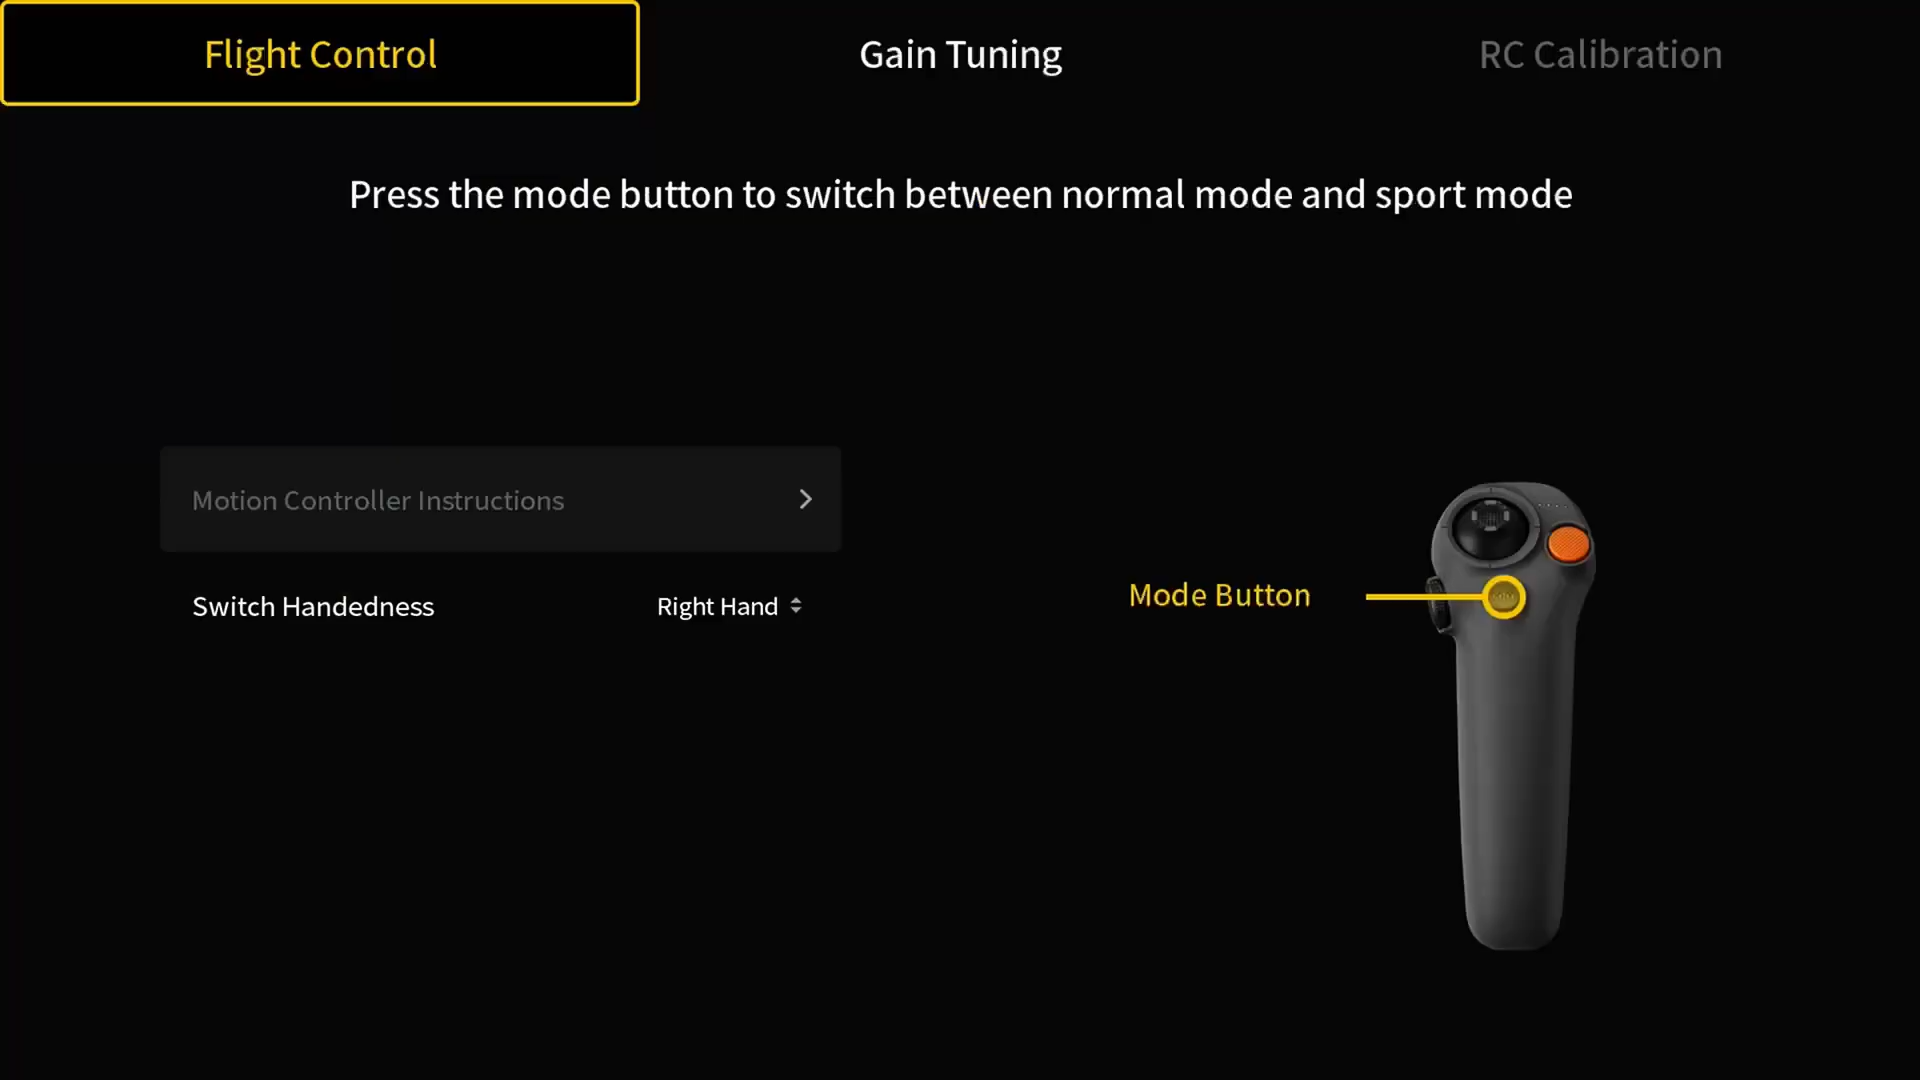 Flight Control
Gain Tuning
RC Calibration
Press the mode button to switch between normal mode and sport mode
Motion Controller Instructions
Switch Handedness
Right Hand
Mode Button